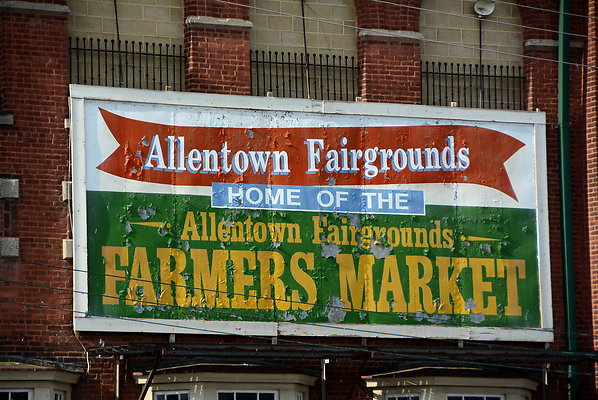 Allentown Fairgrounds
HOME OF THE
Allentown Fairgrounds
FARMERS MARKET